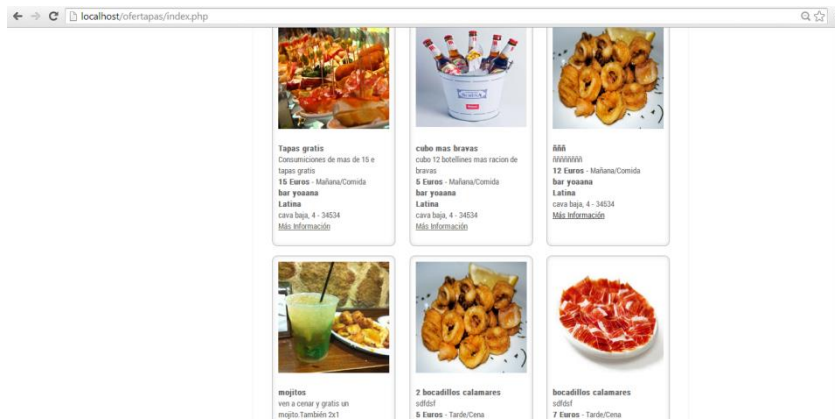 localhost/ofertapas/index.php
Tapas gratis
Consumiciones de mas de 15 e
tapas gratis
15 Euros - Mañana/Comida
bar yoaana
Latina
cava baja, 4 - 34534
Más Información
cubo mas bravas
cubo 12 botellines mas racion de
bravas
5 Euros - Mañana/Comida
bar yoaana
Latina
cava baja, 4 - 34534
Más Información
ñññ
ñññññññ
12 Euros - Mañana/Comida
bar yoaana
Latina
cava baja, 4 - 34534
Más Información
mojitos
ven a cenar y gratis un
mojito.También 2x1
2 bocadillos calamares
sdfdsf
5 Euros - Tarde/Cena
bocadillos calamares
sdfdsf
7 Euros - Tarde/Cena